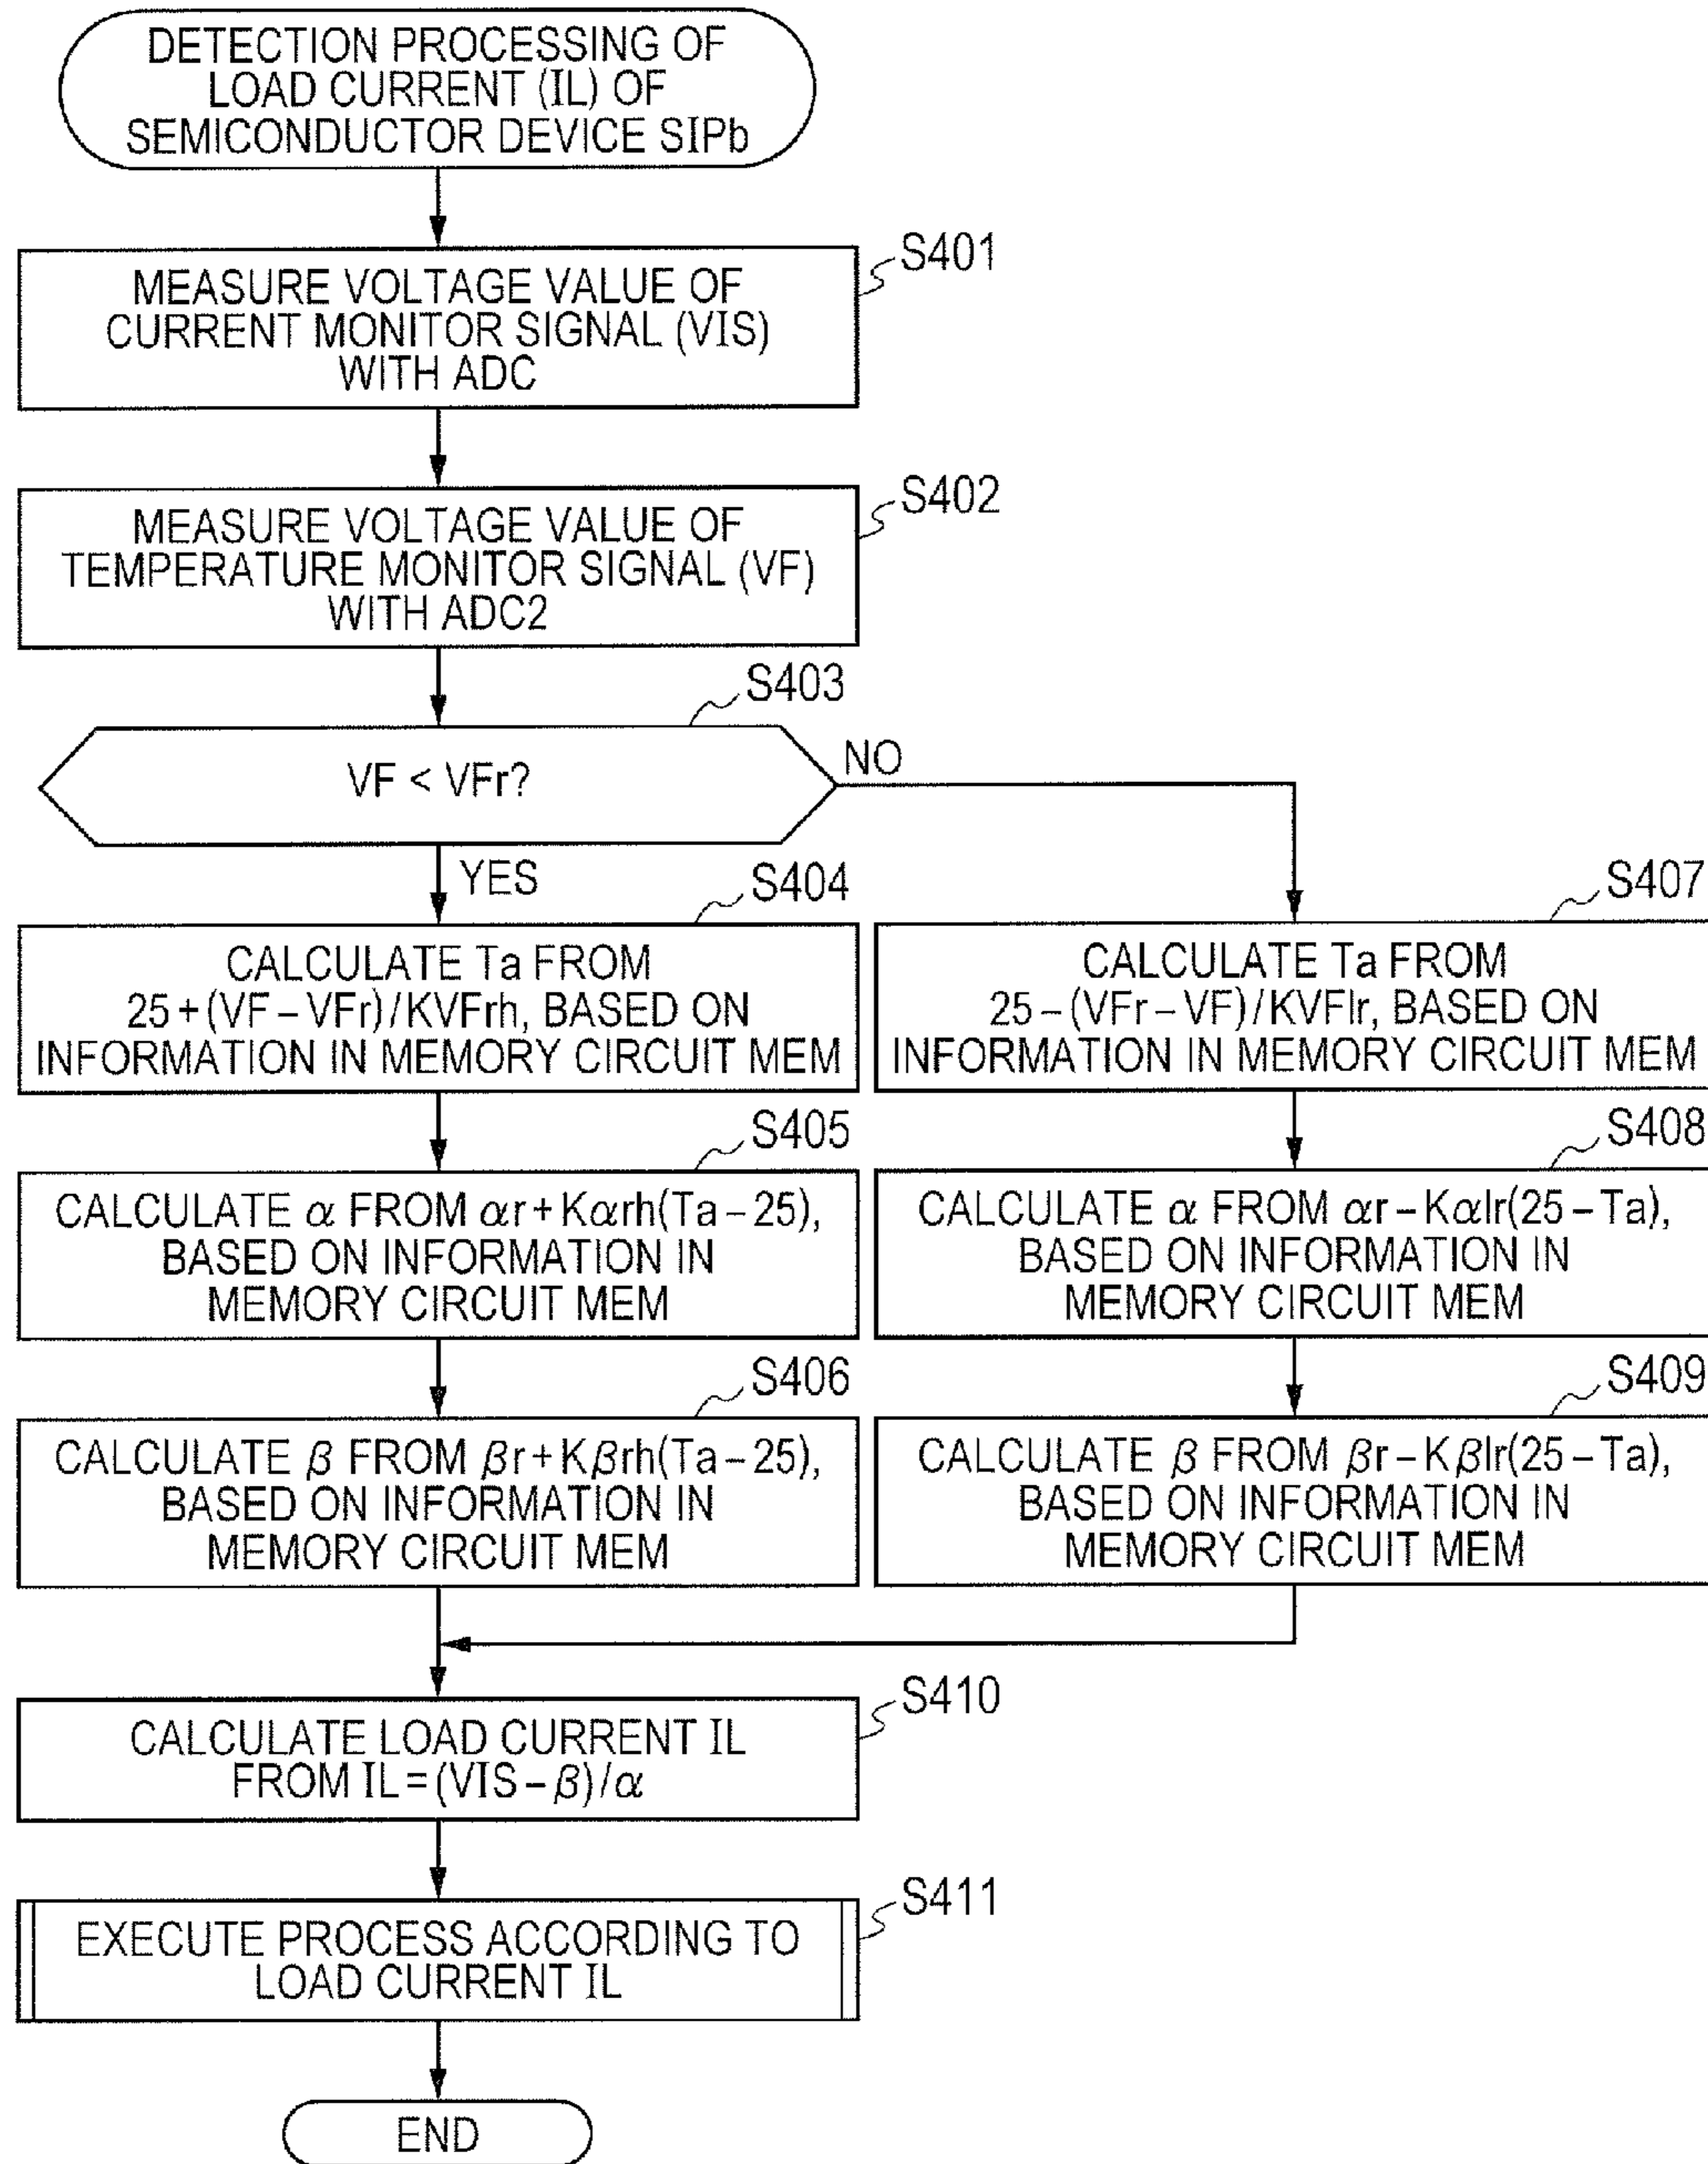 DETECTION PROCESSING OF
LOAD CURRENT (IL) OF
SEMICONDUCTOR DEVICE SIPb
S401
MEASURE VOLTAGE VALUE OF
CURRENT MONITOR SIGNAL (VIS)
WITH ADC
S402
MEASURE VOLTAGE VALUE OF
TEMPERATURE MONITOR SIGNAL (VF)
WITH ADC2
S403
VF < VFr?
NO
YES
S404
CALCULATE Ta FROM
25+(VF–VFr)/KVFrh, BASED ON
INFORMATION IN MEMORY CIRCUIT MEM
S407
CALCULATE Ta FROM
25–(VFr–VF)/KVFlr, BASED ON
INFORMATION IN MEMORY CIRCUIT MEM
S405
CALCULATE α FROM αr+Kαrh(Ta–25),
BASED ON INFORMATION IN
MEMORY CIRCUIT MEM
S408
CALCULATE α FROM αr–Kαlr(25–Ta),
BASED ON INFORMATION IN
MEMORY CIRCUIT MEM
S406
CALCULATE β FROM βr+Kβrh(Ta–25),
BASED ON INFORMATION IN
MEMORY CIRCUIT MEM
S409
CALCULATE β FROM βr–Kβlr(25–Ta),
BASED ON INFORMATION IN
MEMORY CIRCUIT MEM
S410
CALCULATE LOAD CURRENT IL
FROM IL=(VIS–β)/α
S411
EXECUTE PROCESS ACCORDING TO
LOAD CURRENT IL
END